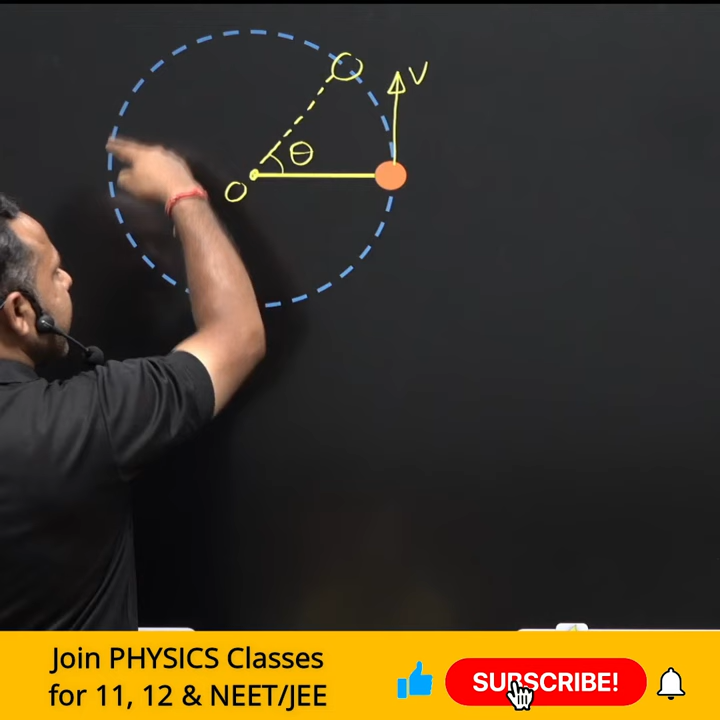 V
θ
O
Join PHYSICS Classes
for 11, 12 & NEET/JEE
SUBSCRIBE!